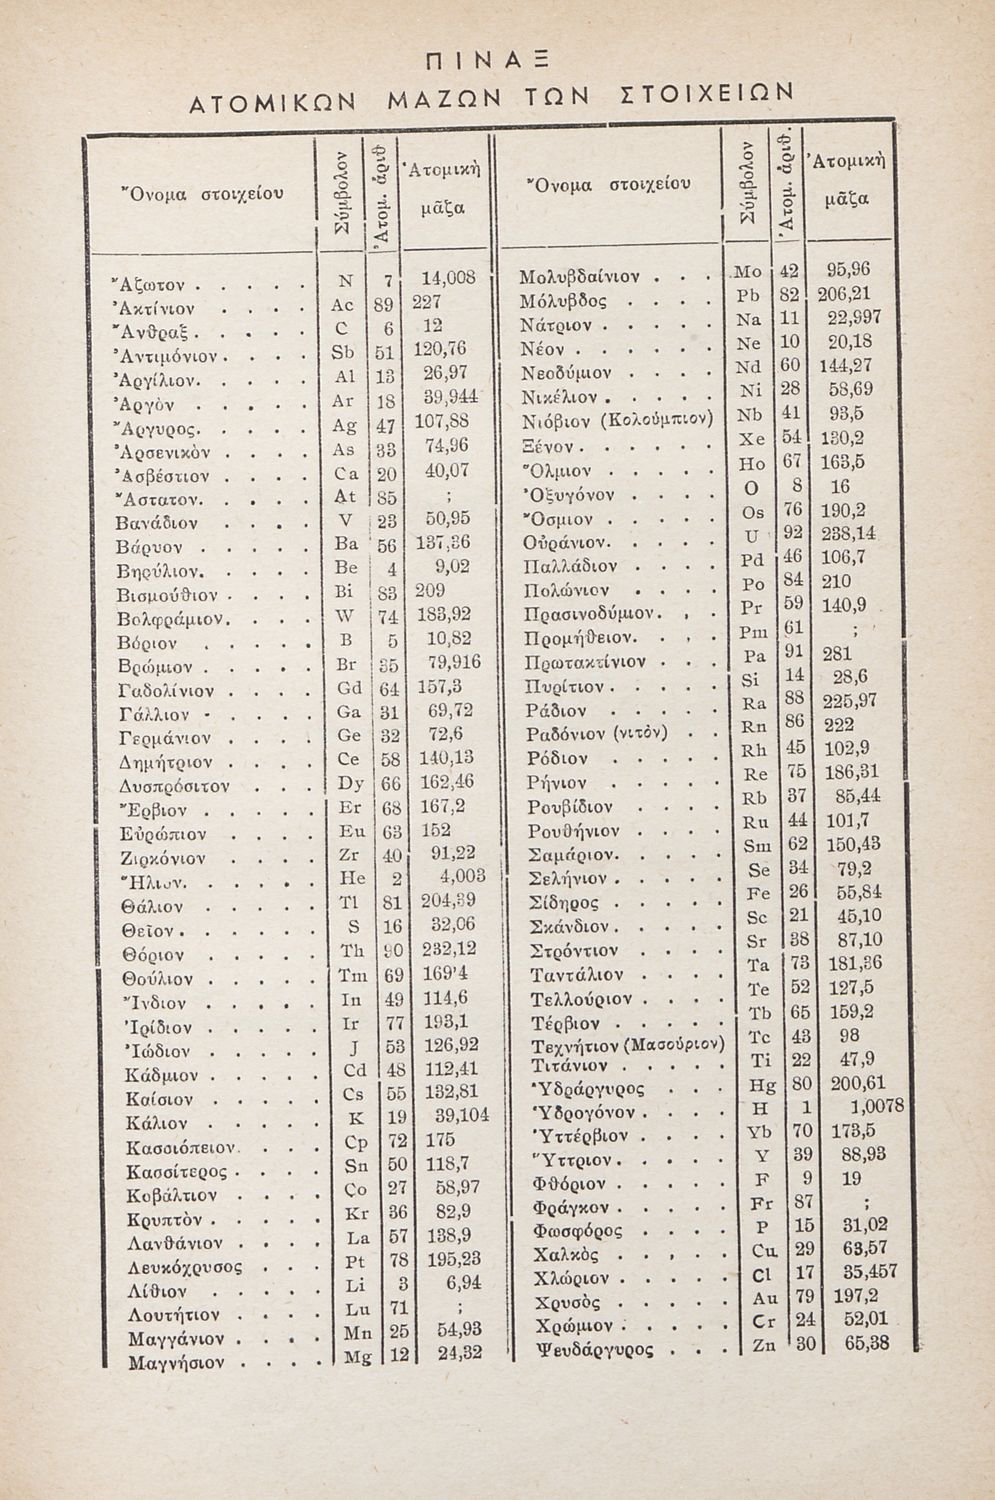 ΠΙΝΑΞ
ΑΤΟΜΙΚΩΝ ΜΑΖΩΝ ΤΩΝ ΣΤΟΙΧΕΙΩΝ
Ὄνομα στοιχείου Σύμβολον Ἀτομ. ἀριθ Ἀτομικὴ μᾶζα
Ἄζωτον . . . . . N 7 14,008
Ἀκτίνιον . . . . Ac 89 227
Ἄνθραξ . . . . . C 6 12
Ἀντιμόνιον . . . . Sb 51 120,76
Ἀργίλιον. . . . . Al 13 26,97
Ἀργὸν . . . . . Ar 18 39,944
Ἄργυρος. . . . . Ag 47 107,88
Ἀρσενικὸν . . . . As 33 74,96
Ἀσβέστιον . . . . Ca 20 40,07
Ἄστατον. . . . . At 85 ;
Βανάδιον . . . . V 23 50,95
Βάρυον . . . . . Ba 56 137,36
Βηρύλιον. . . . . Be 4 9,02
Βισμούθιον . . . . Bi 83 209
Βολφράμιον. . . . W 74 183,92
Βόριον . . . . . B 5 10,82
Βρώμιον . . . . . Br 35 79,916
Γαδολίνιον . . . . Gd 64 157,3
Γάλλιον . . . . . Ga 31 69,72
Γερμάνιον . . . . Ge 32 72,6
Δημήτριον . . . . Ce 58 140,13
Δυσπρόσιτον . . . Dy 66 162,46
Ἔρβιον . . . . . Er 68 167,2
Εὐρώπιον . . . . Eu 63 152
Ζιρκόνιον . . . . Zr 40 91,22
Ἥλιον. . . . . . He 2 4,003
Θάλιον . . . . . Tl 81 204,39
Θεῖον . . . . . . S 16 32,06
Θόριον . . . . . Th 90 232,12
Θούλιον . . . . . Tm 69 169'4
Ἴνδιον . . . . . In 49 114,6
Ἰρίδιον . . . . . Ir 77 193,1
Ἰώδιον . . . . . J 53 126,92
Κάδμιον . . . . . Cd 48 112,41
Καίσιον . . . . . Cs 55 132,81
Κάλιον . . . . . K 19 39,104
Κασσιόπειον. . . . Cp 72 175
Κασσίτερος . . . . Sn 50 118,7
Κοβάλτιον . . . . Co 27 58,97
Κρυπτὸν . . . . . Kr 36 82,9
Λανθάνιον . . . . La 57 138,9
Λευκόχρυσος . . . Pt 78 195,23
Λίθιον . . . . . Li 3 6,94
Λουτήτιον . . . . Lu 71 ;
Μαγγάνιον . . . . Mn 25 54,93
Μαγνήσιον . . . . Mg 12 24,32
Ὄνομα στοιχείου Σύμβολον Ἀτομ. ἀριθ. Ἀτομικὴ μᾶζα
Μολυβδαίνιον . . . Mo 42 95,96
Μόλυβδος . . . . Pb 82 206,21
Νάτριον . . . . . Na 11 22,997
Νέον . . . . . . Ne 10 20,18
Νεοδύμιον . . . . Nd 60 144,27
Νικέλιον . . . . . Ni 28 58,69
Νιόβιον (Κολούμπιον) Nb 41 93,5
Ξένον . . . . . . Xe 54 130,2
Ὄλμιον . . . . . Ho 67 163,5
Ὀξυγόνον . . . . O 8 16
Ὄσμιον . . . . . Os 76 190,2
Οὐράνιον. . . . . U 92 238,14
Παλλάδιον . . . . Pd 46 106,7
Πολώνιον . . . . Po 84 210
Πρασινοδύμιον. . . Pr 59 140,9
Προμήθειον. . . . Pm 61 ;
Πρωτακτίνιον . . . Pa 91 281
Πυρίτιον . . . . . Si 14 28,6
Ράδιον . . . . . Ra 88 225,97
Ραδόνιον (νιτὸν) . . Rn 86 222
Ρόδιον . . . . . Rh 45 102,9
Ρήνιον . . . . . Re 75 186,31
Ρουβίδιον . . . . Rb 37 85,44
Ρουθήνιον . . . . Ru 44 101,7
Σαμάριον. . . . . Sm 62 150,43
Σελήνιον . . . . . Se 34 79,2
Σίδηρος . . . . . Fe 26 55,84
Σκάνδιον . . . . . Sc 21 45,10
Στρόντιον . . . . Sr 38 87,10
Ταντάλιον . . . . Ta 73 181,36
Τελλούριον . . . . Te 52 127,5
Τέρβιον . . . . . Tb 65 159,2
Τεχνήτιον (Μασούριον) Tc 43 98
Τιτάνιον . . . . . Ti 22 47,9
Ὑδράργυρος . . . Hg 80 200,61
Ὑδρογόνον . . . . H 1 1,0078
Ὑττέρβιον . . . . Yb 70 173,5
Ὕττριον . . . . . Y 39 88,93
Φθόριον . . . . . F 9 19
Φράγκον . . . . . Fr 87 ;
Φωσφόρος . . . . P 15 31,02
Χαλκὸς . . . . . Cu 29 63,57
Χλώριον . . . . . Cl 17 35,457
Χρυσὸς . . . . . Au 79 197,2
Χρώμιον . . . . . Cr 24 52,01
Ψευδάργυρος . . . Zn 30 65,38